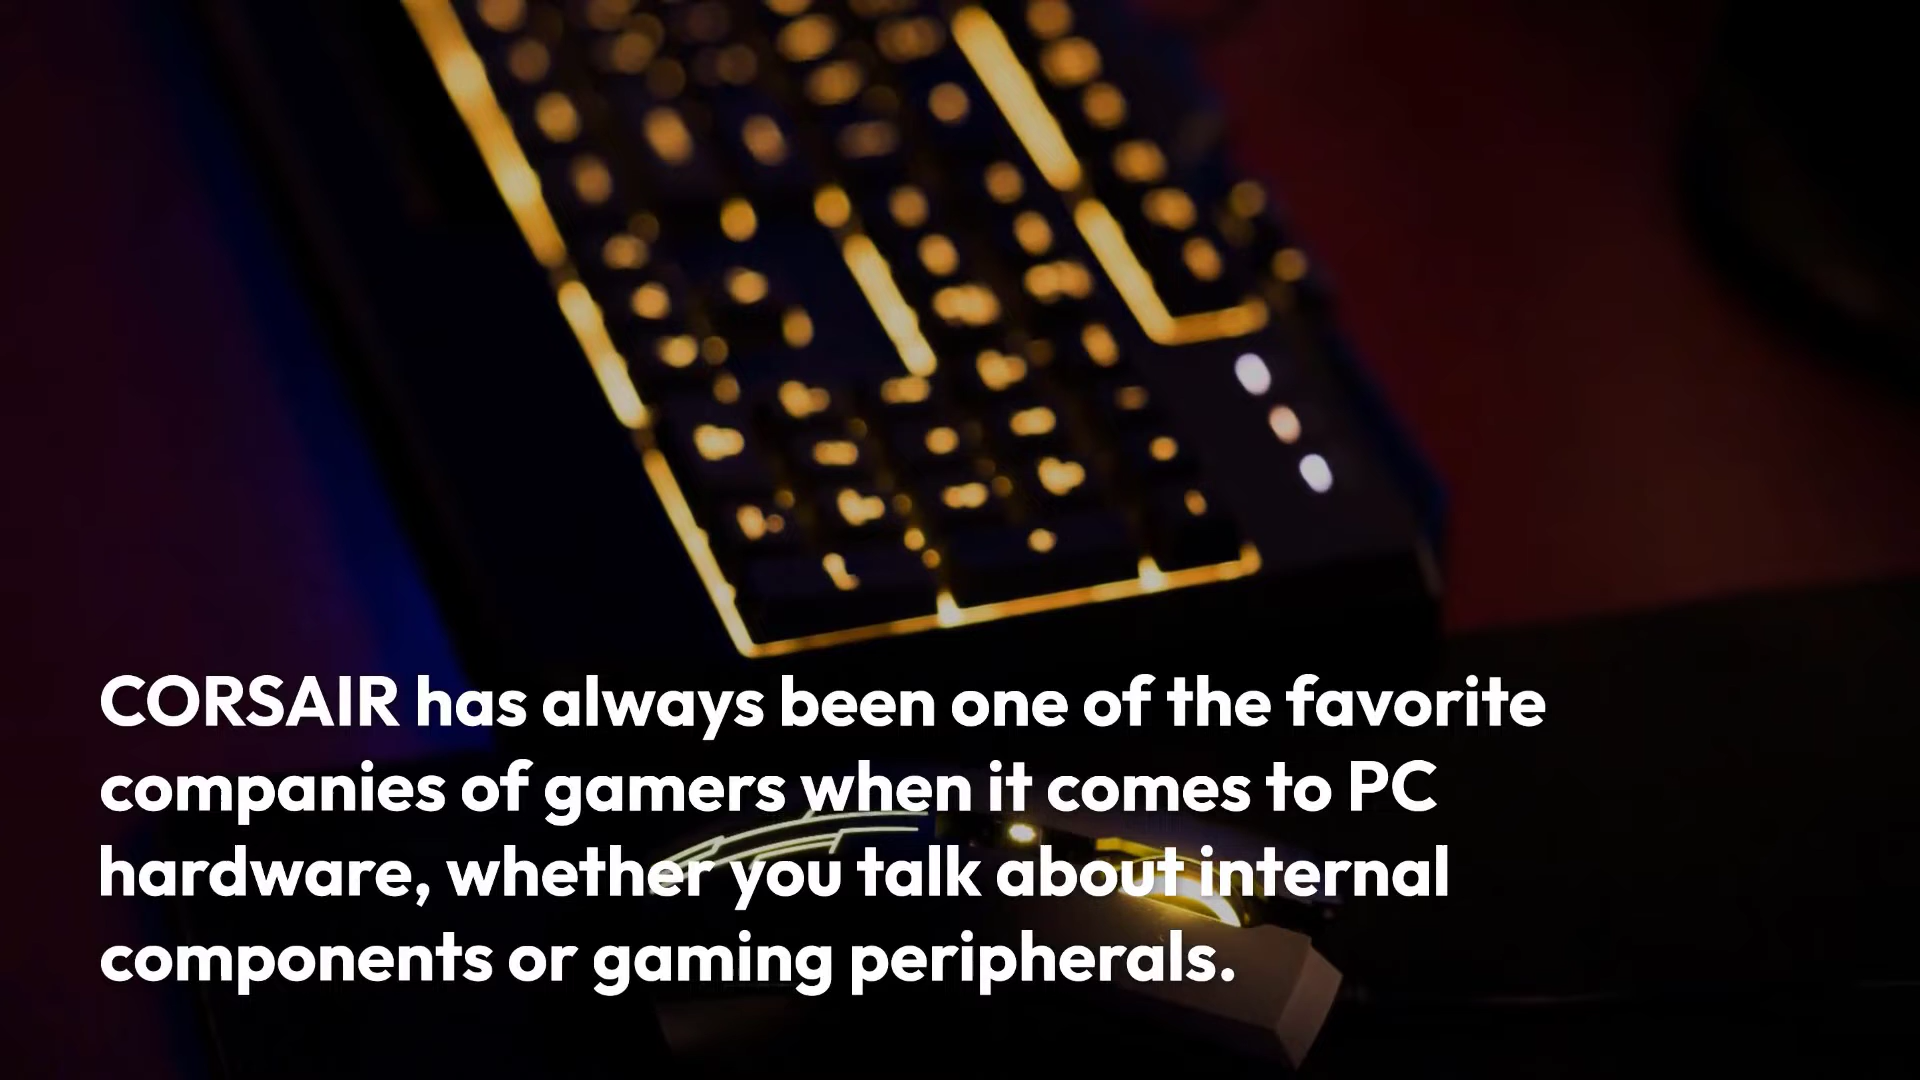 CORSAIR has always been one of the favorite
companies of gamers when it comes to PC
hardware, whether you talk about internal
components or gaming peripherals.